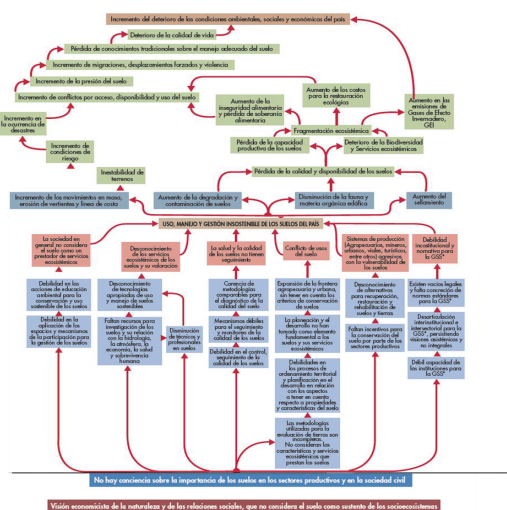 Incremento del deterioro de las condiciones ambientales, sociales y económicas del país
Deterioro de la calidad de vida
Pérdida de conocimientos tradicionales sobre el manejo adecuado del suelo
Incremento de migraciones, desplazamientos forzados y violencia
Incremento de la presión del suelo
Incremento de conflictos por acceso, disponibilidad y uso del suelo
Aumento de la
inseguridad alimentaria
y pérdida de soberanía
alimentaria
Aumento de los costos
para la restauración
ecológica
Aumento en las
emisiones de
Gases de Efecto
Invernadero,
GEI
Incremento en
la ocurrencia de
desastres
Fragmentación ecosistémica
Incremento de
condiciones de
riesgo
Pérdida de la capacidad
productiva de los suelos
Deterioro de la Biodiversidad
y Servicios ecosistémicos
Inestabilidad de
terrenos
Pérdida de la calidad y disponibilidad de los suelos
Incremento de los movimientos en masa,
erosión de vertientes y línea de costa
Aumento de la degradación y
contaminación de suelos
Disminución de la fauna y
materia orgánica edáfica
Aumento del
sellamiento
USO, MANEJO Y GESTIÓN INSOSTENIBLE DE LOS SUELOS DEL PAÍS
La sociedad en
general no considera
el suelo como un
prestador de servicios
ecosistémicos
Desconocimiento
de los servicios
ecosistémicos de los
suelos y su valoración
La salud y la calidad
de los suelos no tienen
seguimiento
Conflicto de usos
del suelo
Sistemas de producción
(Agropecuarios, mineros,
urbanos, viales, turísticos,
entre otros) agresivos
con la vulnerabilidad de
los suelos
Debilidad
institucional y
normativa para la
GSS*
Debilidad en las
acciones de educación
ambiental para la
conservación y uso
sostenible de los suelos
Desconocimiento
de tecnologías
apropiadas de uso y
manejo de suelos
sostenibles
Carencia de
metodologías
comparables para
el diagnóstico de la
calidad del suelo
Expansión de la frontera
agropecuaria y urbana,
sin tener en cuenta los
criterios de conservación
de suelos
Desconocimiento
de alternativas
para recuperación,
restauración y
rehabilitación de
suelos y tierras
Existen vacíos legales
y falta concreción de
normas estándares
para la GSS*
Debilidad en la
aplicación de los
espacios y mecanismos
de la participación para
la gestión de los suelos
Faltan recursos para
investigación de los
suelos y su relación
con la hidrología,
la atmósfera, la
economía, la salud
y sobrevivencia
humana
Disminución
de técnicos y
profesionales
en suelos
Mecanismos débiles
para el seguimiento
y monitoreo de la
calidad de los suelos
La planeación y el
desarrollo no han
tomado como elemento
fundamental a los
suelos y sus servicios
ecosistémicos
Faltan incentivos para
la conservación del
suelo por parte de los
sectores productivos
Desarticulación
interinstitucional e
intersectorial para la
GSS*, persistiendo
visiones asistémicas y
no integrales
Debilidad en el control,
seguimiento de la
calidad de los suelos
Debilidades en
los procesos de
ordenamiento territorial
y planificación en el
desarrollo en relación
con los aspectos
a tener en cuenta
respecto a propiedades
y características del suelo
Débil capacidad de
las instituciones para
la GSS*
Las metodologías
utilizadas para la
evaluación de tierras son
incompletas.
No consideran las
características y servicios
ecosistémicos que
prestan los suelos
No hay conciencia sobre la importancia de los suelos en los sectores productivos y en la sociedad civil
Visión economicista de la naturaleza y de las relaciones sociales, que no considera el suelo como sustento de los socioecosistemas